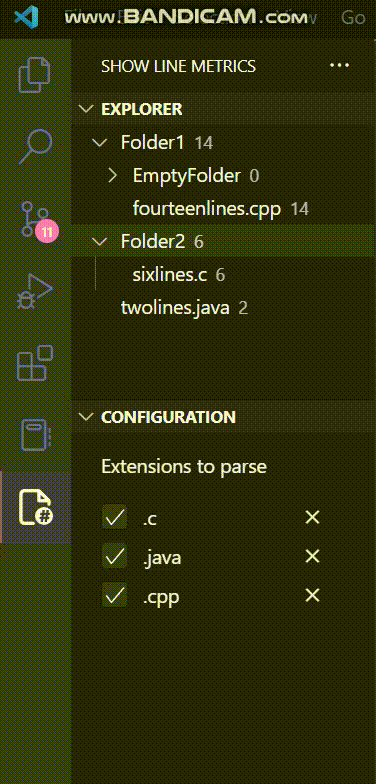 www.BANDICAM.com
Go
SHOW LINE METRICS
EXPLORER
Folder1 14
EmptyFolder 0
fourteenlines.cpp 14
11
Folder2 6
sixlines.c 6
twolines.java 2
CONFIGURATION
Extensions to parse
#
.c
.java
.cpp